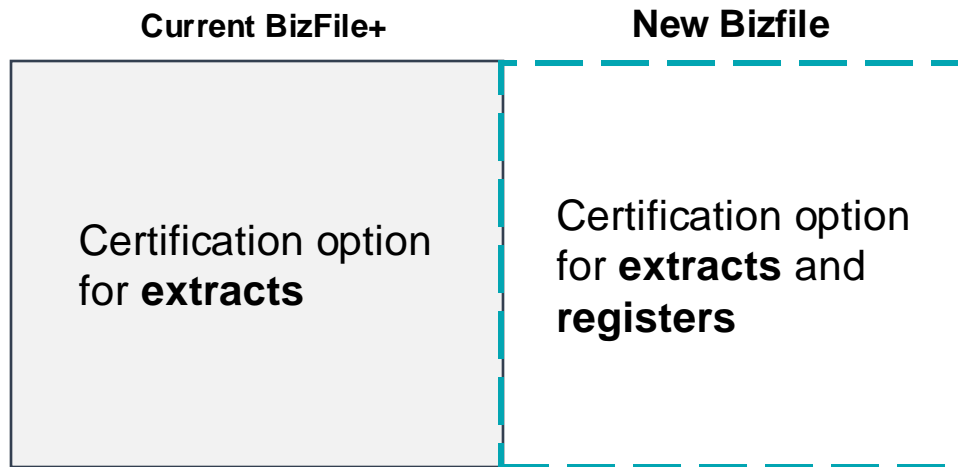 Current BizFile+
New Bizfile
Certification option
for extracts
Certification option
for extracts and
registers